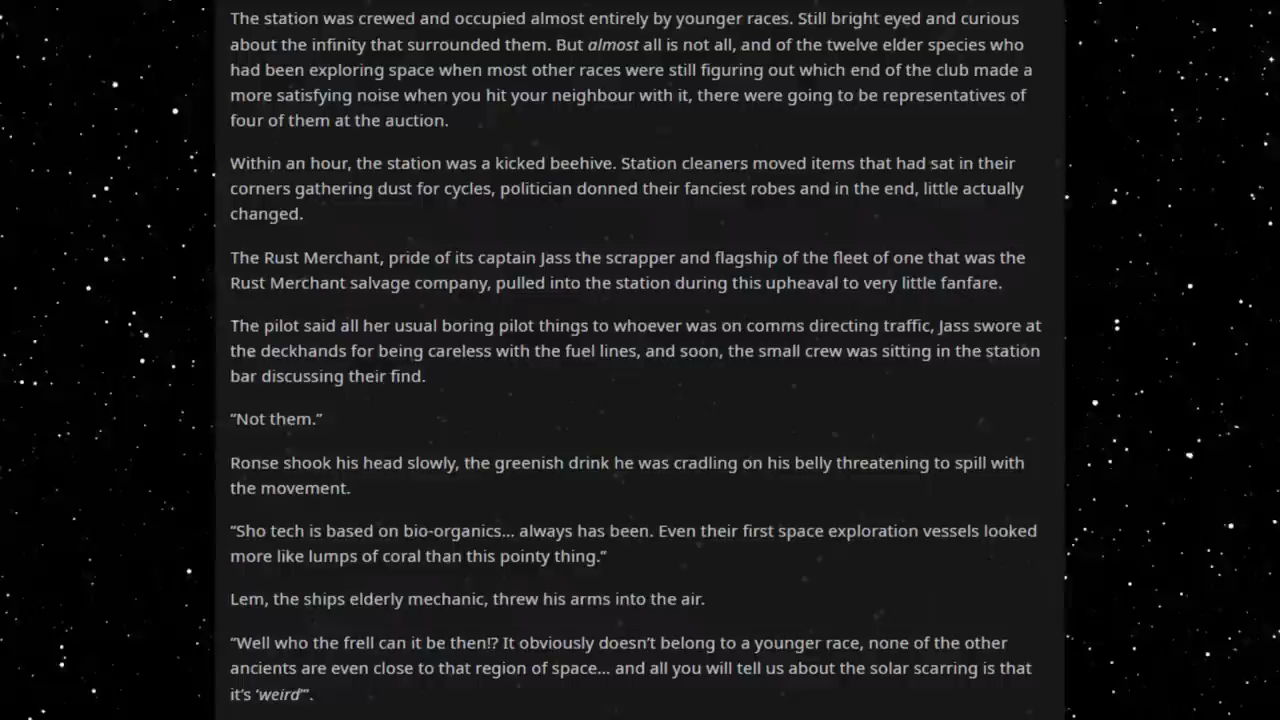 The station was crewed and occupied almost entirely by younger races. Still bright eyed and curious
about the infinity that surrounded them. But almost all is not all, and of the twelve elder species who
had been exploring space when most other races were still figuring out which end of the club made a
more satisfying noise when you hit your neighbour with it, there were going to be representatives of
four of them at the auction.
Within an hour, the station was a kicked beehive. Station cleaners moved items that had sat in their
corners gathering dust for cycles, politician donned their fanciest robes and in the end, little actually
changed.
The Rust Merchant, pride of its captain Jass the scrapper and flagship of the fleet of one that was the
Rust Merchant salvage company, pulled into the station during this upheaval to very little fanfare.
The pilot said all her usual boring pilot things to whoever was on comms directing traffic, Jass swore at
the deckhands for being careless with the fuel lines, and soon, the small crew was sitting in the station
bar discussing their find.
“Not them.”
Ronse shook his head slowly, the greenish drink he was cradling on his belly threatening to spill with
the movement.
“Sho tech is based on bio-organics… always has been. Even their first space exploration vessels looked
more like lumps of coral than this pointy thing.”
Lem, the ships elderly mechanic, threw his arms into the air.
“Well who the frell can it be then!? It obviously doesn’t belong to a younger race, none of the other
ancients are even close to that region of space… and all you will tell us about the solar scarring is that
it’s ‘weird’”.